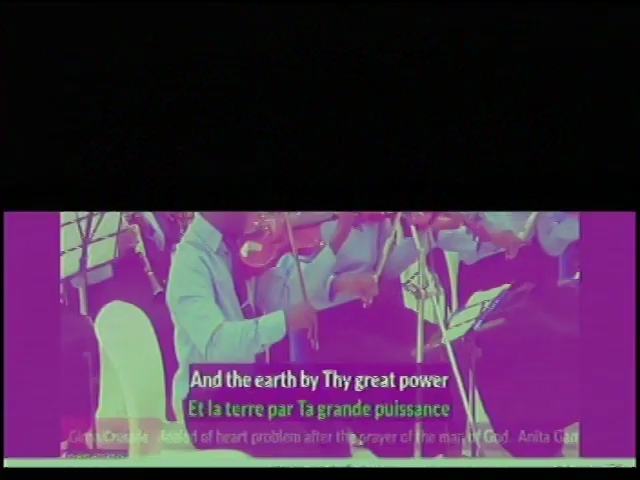 And the earth by Thy great power
Et la terre par Ta grande puissance
of heart problem after the prayer of the man of God. Anita